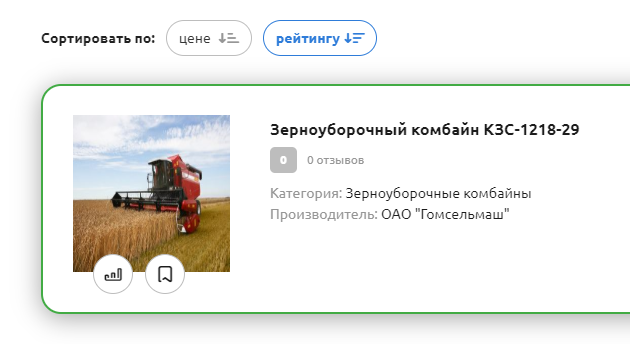 Сортировать по: цене рейтингу
Зерноуборочный комбайн КЗС-1218-29
0 0 отзывов
Категория: Зерноуборочные комбайны
Производитель: ОАО "Гомсельмаш"